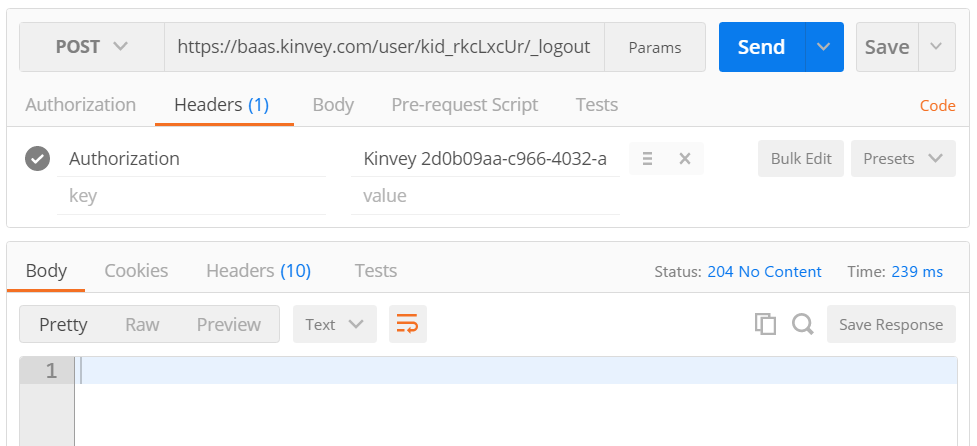 POST https://baas.kinvey.com/user/kid_rkcLxcUr/_logout Params Send Save
Authorization Headers (1) Body Pre-request Script Tests Code
Authorization Kinvey 2d0b09aa-c966-4032-a Bulk Edit Presets
key value
Body Cookies Headers (10) Tests Status: 204 No Content Time: 239 ms
Pretty Raw Preview Text Save Response
1